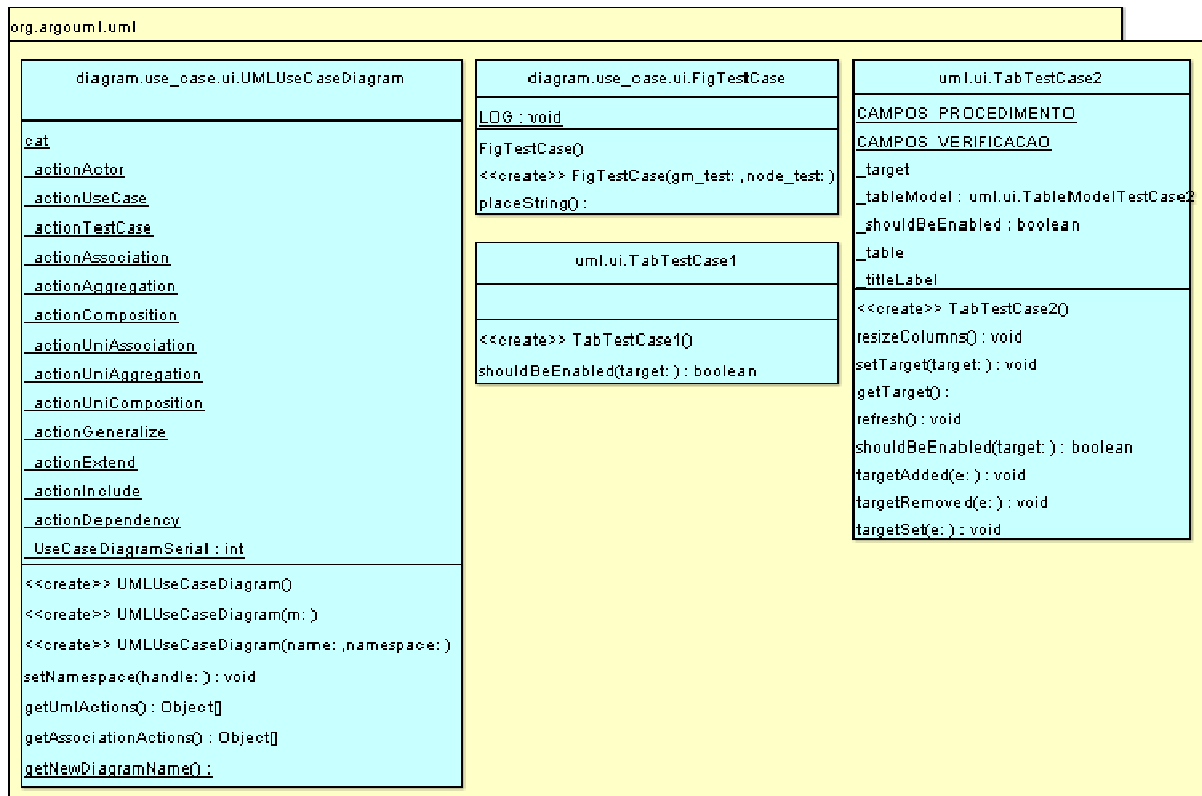 org.argouml.uml
diagram.use_case.ui.UMLUseCaseDiagram
cat
_actionActor
_actionUseCase
_actionTestCase
_actionAssociation
_actionAggregation
_actionComposition
_actionUniAssociation
_actionUniAggregation
_actionUniComposition
_actionGeneralize
_actionExtend
_actionInclude
_actionDependency
_UseCaseDiagramSerial : int
<<create>> UMLUseCaseDiagram()
<<create>> UMLUseCaseDiagram(m: )
<<create>> UMLUseCaseDiagram(name: ,namespace: )
setNamespace(handle: ) : void
getUmlActions() : Object[]
getAssociationActions() : Object[]
getNewDiagramName() :
diagram.use_case.ui.FigTestCase
LOG : void
FigTestCase()
<<create>> FigTestCase(gm_test: ,node_test: )
placeString() :
uml.ui.TabTestCase1
<<create>> TabTestCase1()
shouldBeEnabled(target: ) : boolean
uml.ui.TabTestCase2
CAMPOS_PROCEDIMENTO
CAMPOS_VERIFICACAO
_target
_tableModel : uml.ui.TableModelTestCase2
_shouldBeEnabled : boolean
_table
_titleLabel
<<create>> TabTestCase2()
resizeColumns() : void
setTarget(target: ) : void
getTarget() :
refresh() : void
shouldBeEnabled(target: ) : boolean
targetAdded(e: ) : void
targetRemoved(e: ) : void
targetSet(e: ) : void